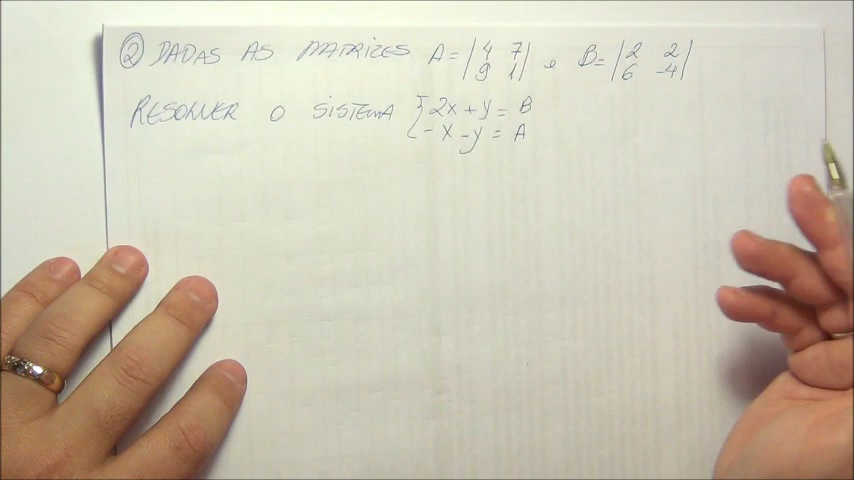 ② DADAS AS MATRIZES A = |4 7| e B = |2 2|
|9 1| |6 -4|
RESOLVER O SISTEMA { 2x + y = B
- x - y = A